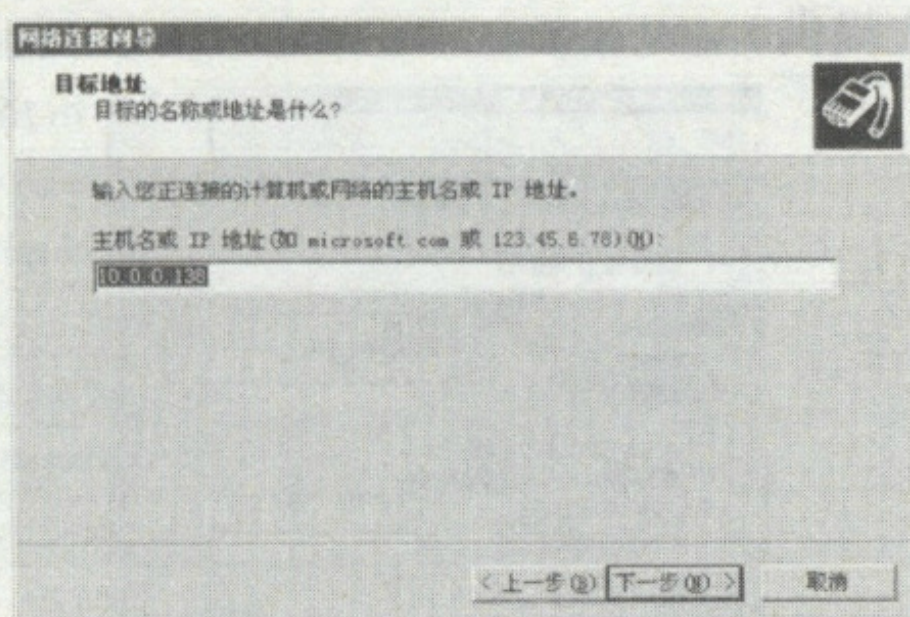 网络连接向导
目标地址
目标的名称或地址是什么?
输入您正连接的计算机或网络的主机名或 IP 地址。
主机名或 IP 地址(如 microsoft.com 或 123.45.6.78)(H):
10.0.0.138
< 上一步(B) 下一步(N) > 取消